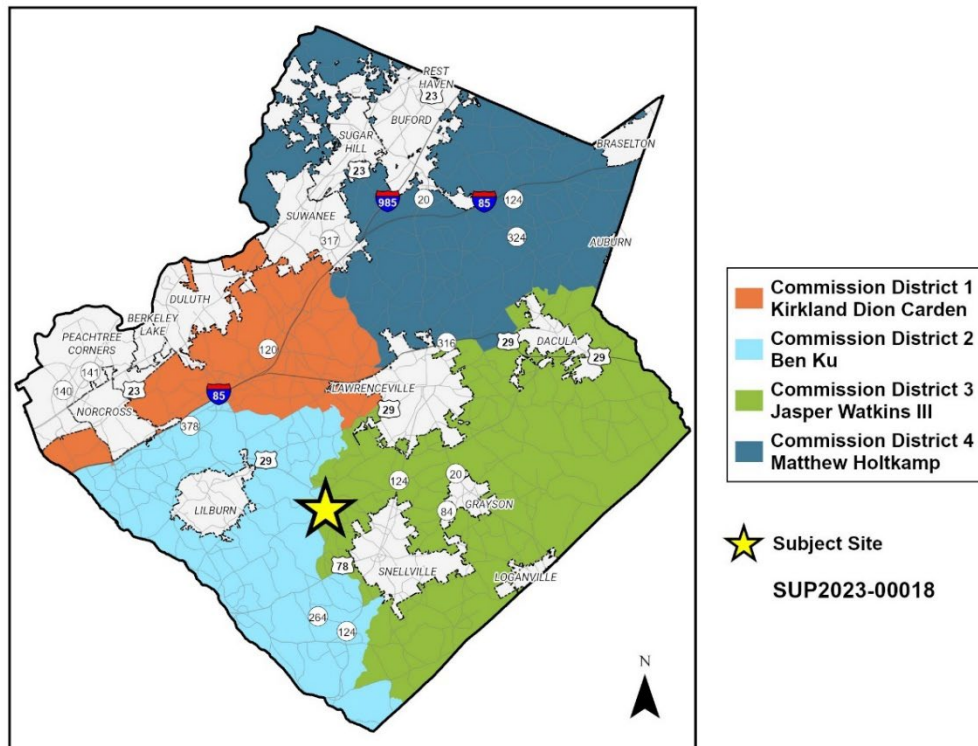 REST
HAVEN
23
BUFORD
SUGAR
HILL
23
BRASELTON
985
20
85
124
SUWANEE
317
324
AUBURN
DULUTH
BERKELEY
LAKE
PEACHTREE
CORNERS
141
140
23
NORCROSS
120
316
29
DACULA
29
LAWRENCEVILLE
85
29
378
29
LILBURN
124
20
GRAYSON
84
78
SNELLVILLE
LOGANVILLE
264
124
N
Commission District 1
Kirkland Dion Carden
Commission District 2
Ben Ku
Commission District 3
Jasper Watkins III
Commission District 4
Matthew Holtkamp
Subject Site
SUP2023-00018